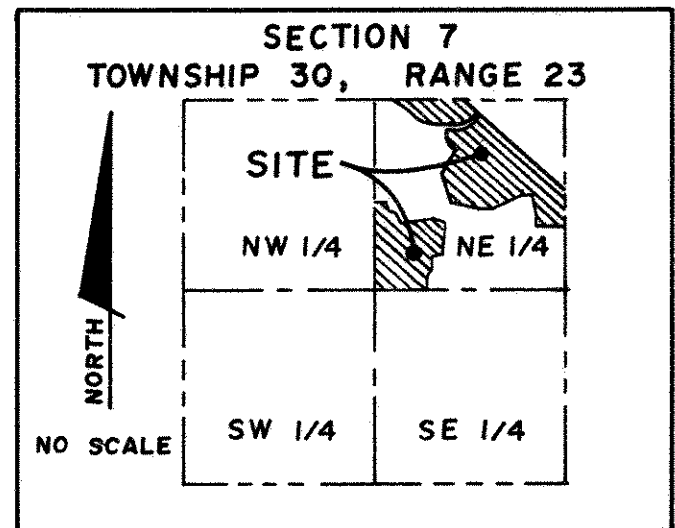 SECTION 7
TOWNSHIP 30, RANGE 23
SITE
NW 1/4
NE 1/4
NORTH
NO SCALE
SW 1/4
SE 1/4